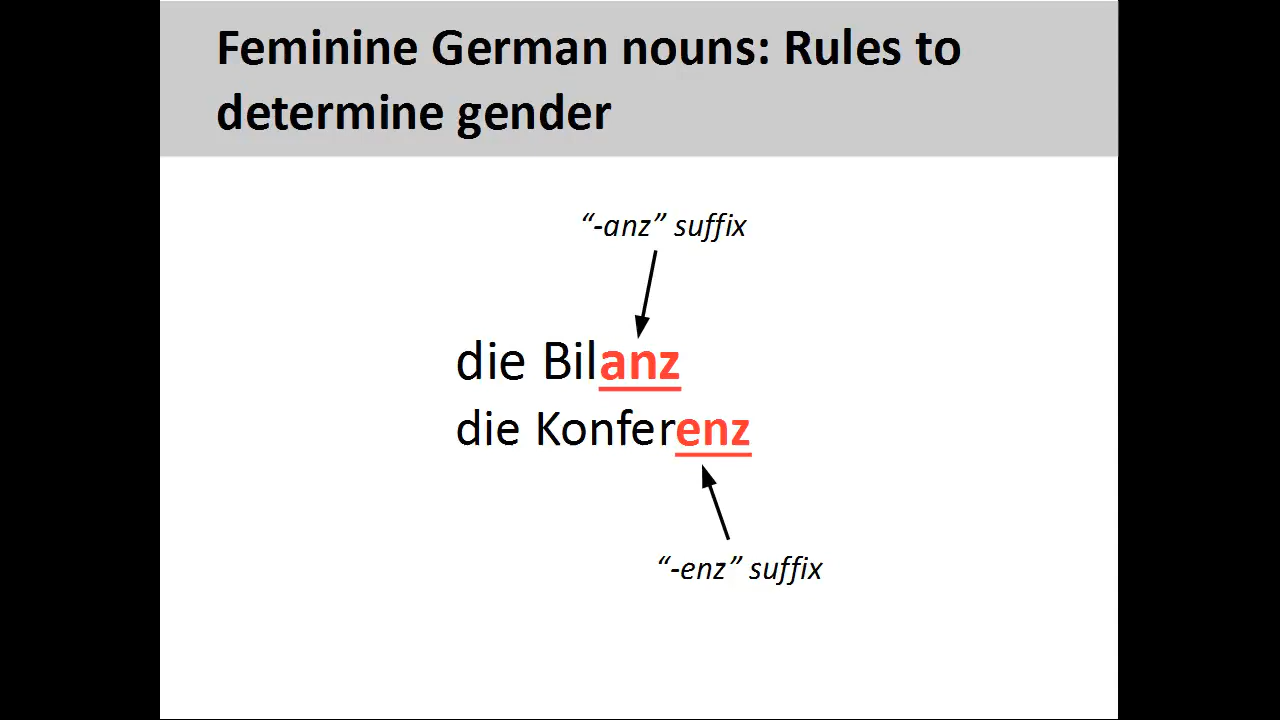 Feminine German nouns: Rules to
determine gender
“-anz” suffix
die Bilanz
die Konferenz
“-enz” suffix